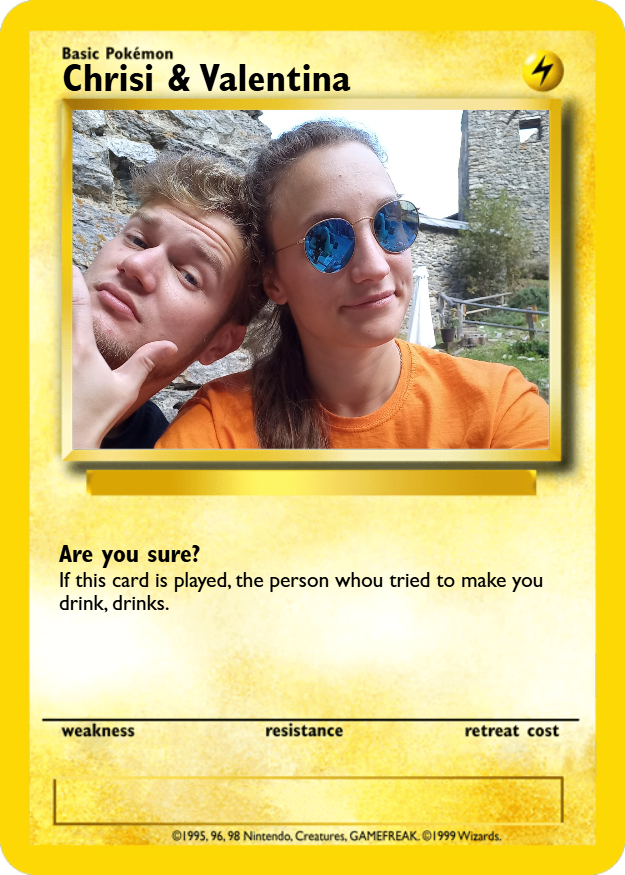 Basic Pokémon
Chrisi & Valentina
Are you sure?
If this card is played, the person whou tried to make you
drink, drinks.
weakness resistance retreat cost
©1995, 96, 98 Nintendo, Creatures, GAMEFREAK. ©1999 Wizards.